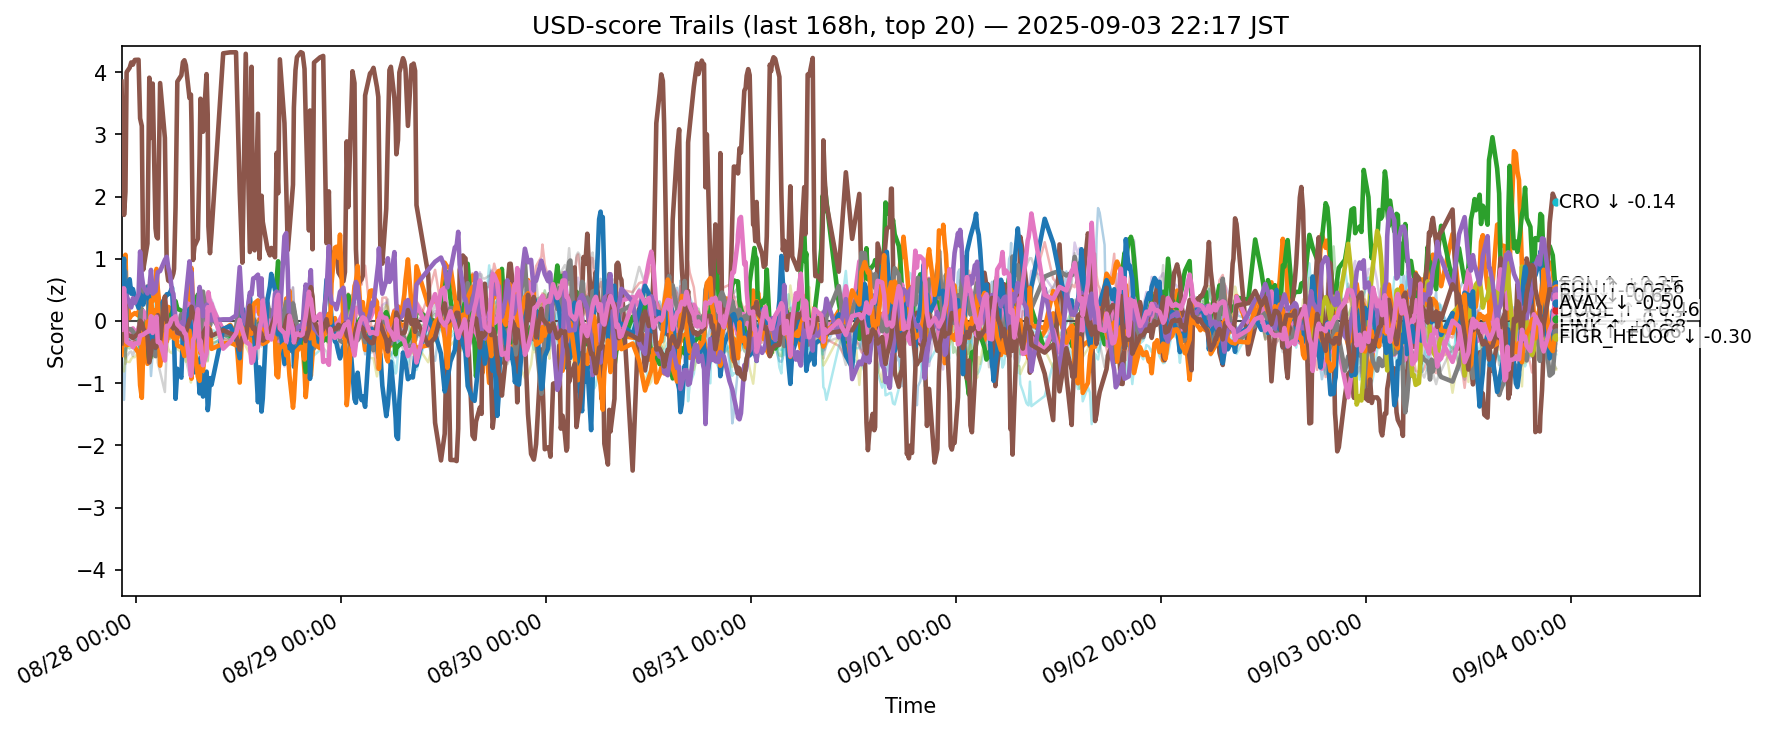 USD-score Trails (last 168h, top 20) — 2025-09-03 22:17 JST
Score (z)
4
3
2
1
0
−1
−2
−3
−4
CRO ↓ -0.14
AVAX ↓ -0.50
FIGR_HELOC ↓ -0.30
08/28 00:00
08/29 00:00
08/30 00:00
08/31 00:00
09/01 00:00
09/02 00:00
09/03 00:00
09/04 00:00
Time